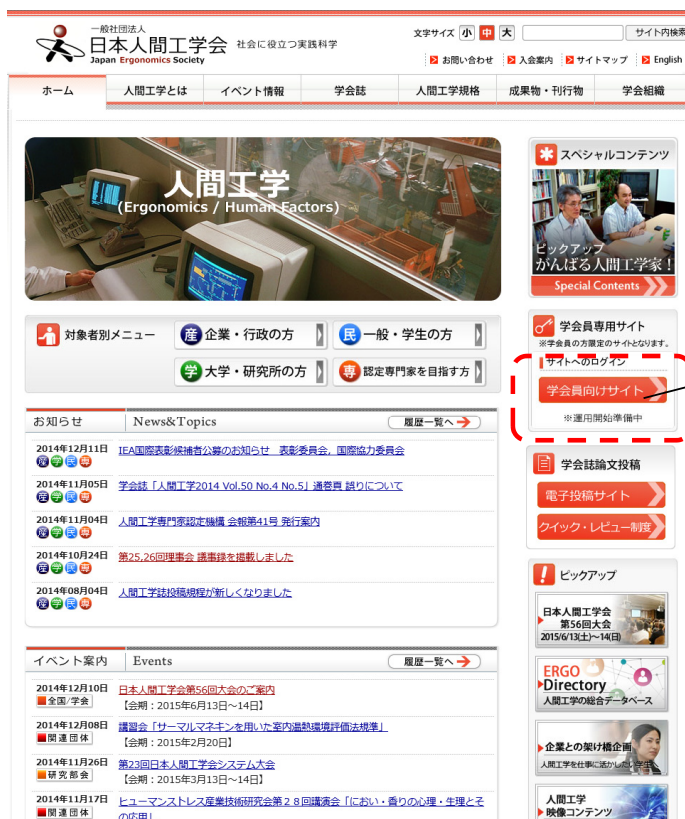 一般社団法人
日本人間工学会 社会に役立つ実践科学
Japan Ergonomics Society
文字サイズ 小 中 大 サイト内検索
お問い合わせ 入会案内 サイトマップ English
ホーム 人間工学とは イベント情報 学会誌 人間工学規格 成果物・刊行物 学会組織
人間工学
(Ergonomics / Human Factors)
スペシャルコンテンツ
ピックアップ
がんばる人間工学家！
Special Contents
対象者別メニュー 産 企業・行政の方 民 一般・学生の方
学 大学・研究所の方 専 認定専門家を目指す方
学会員専用サイト
※学会員の方限定のサイトとなります。
サイトへのログイン
学会員向けサイト
※運用開始準備中
お知らせ News&Topics 履歴一覧へ
2014年12月11日 IEA国際表彰候補者公募のお知らせ 表彰委員会，国際協力委員会
産 学 民 専
2014年11月05日 学会誌「人間工学2014 Vol.50 No.4 No.5」通巻頁 誤りについて
産 学 民 専
2014年11月04日 人間工学専門家認定機構 会報第41号 発行案内
産 学 民 専
2014年10月24日 第25,26回理事会 議事録を掲載しました
産 学 民 専
2014年08月04日 人間工学誌投稿規程が新しくなりました
産 学 民 専
学会誌論文投稿
電子投稿サイト
クイック・レビュー制度
ピックアップ
日本人間工学会
第56回大会
2015/6/13(土)～14(日)
ERGO
Directory
人間工学の総合データベース
企業との架け橋企画
人間工学を仕事に活かしたい学生へ
人間工学
映像コンテンツ
イベント案内 Events 履歴一覧へ
2014年12月10日 日本人間工学会第56回大会のご案内
全国/学会 【会期：2015年6月13日～14日】
2014年12月08日 講習会「サーマルマネキンを用いた室内温熱環境評価法規準」
関連団体 【会期：2015年2月20日】
2014年11月26日 第23回日本人間工学会システム大会
研究部会 【会期：2015年3月13日～14日】
2014年11月17日 ヒューマンストレス産業技術研究会第２８回講演会「におい・香りの心理・生理とそ
関連団体 の応用」